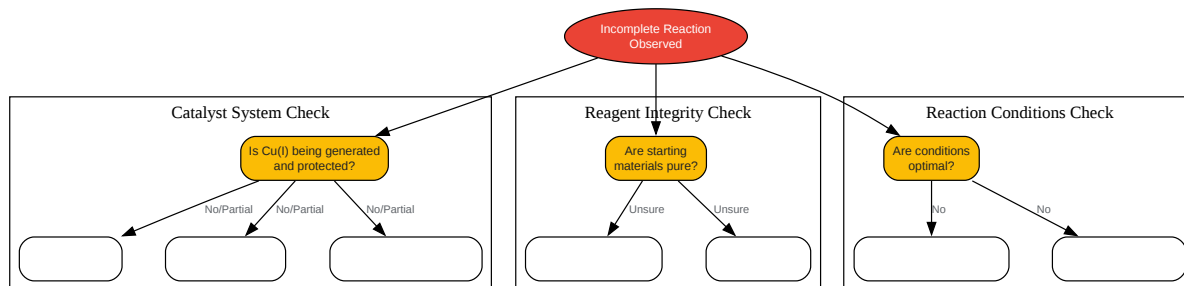 Incomplete Reaction
Observed
Catalyst System Check
Reagent Integrity Check
Reaction Conditions Check
Is Cu(I) being generated
and protected?
Are starting
materials pure?
Are conditions
optimal?
No/Partial
No/Partial
No/Partial
Unsure
Unsure
No
No